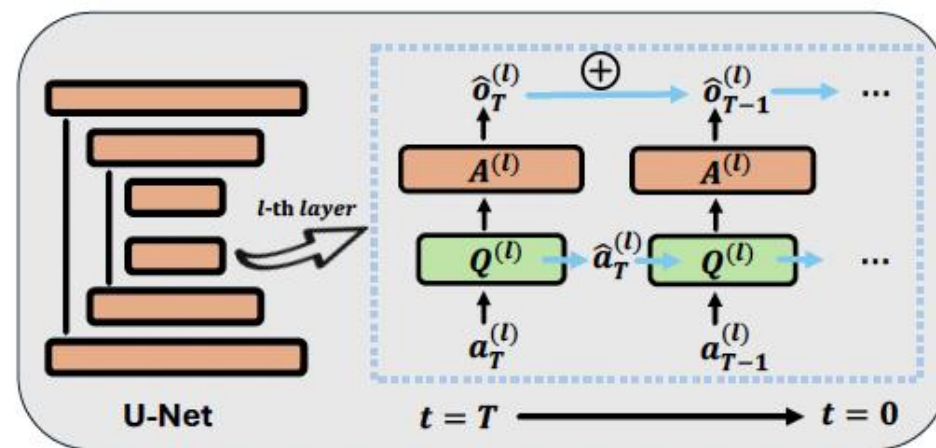 ô_T^(l) ⊕ ô_{T-1}^(l) ...
A^(l) A^(l)
l-th layer
Q^(l) â_T^(l) Q^(l) ...
a_T^(l) a_{T-1}^(l)
U-Net
t = T t = 0